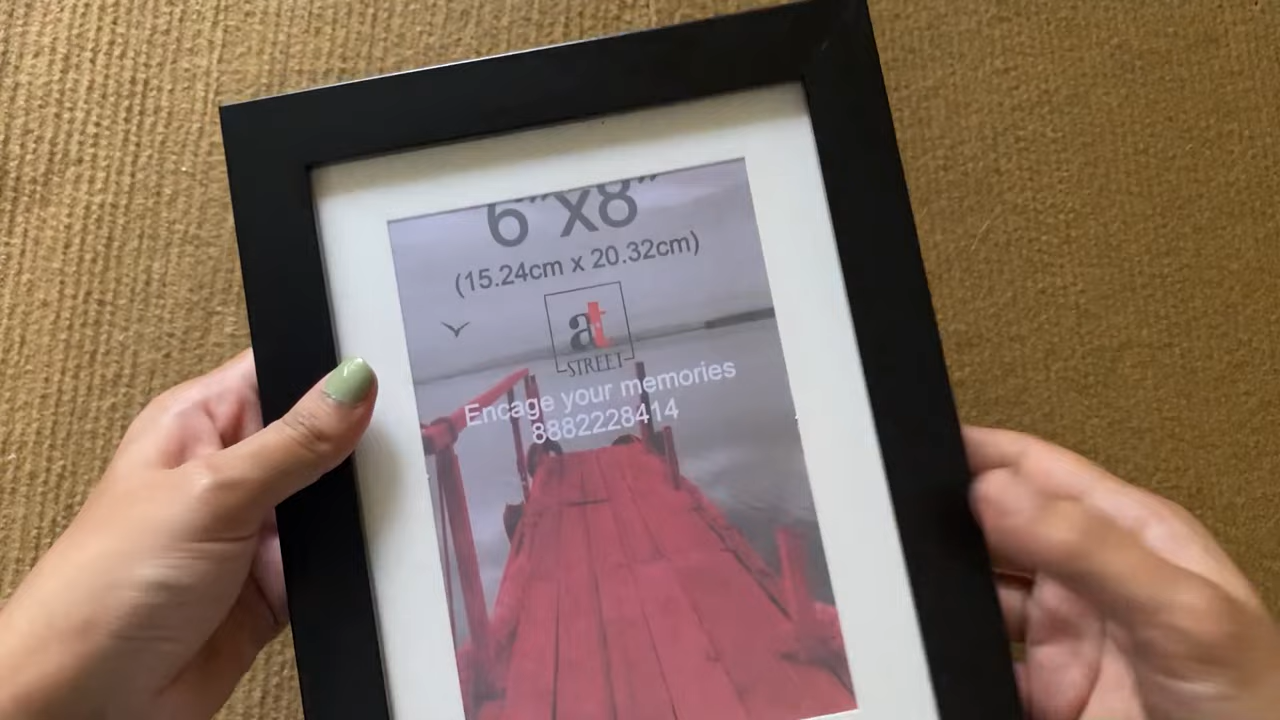 6”x8”
(15.24cm x 20.32cm)
at
STREET
Encage your memories
8882228414